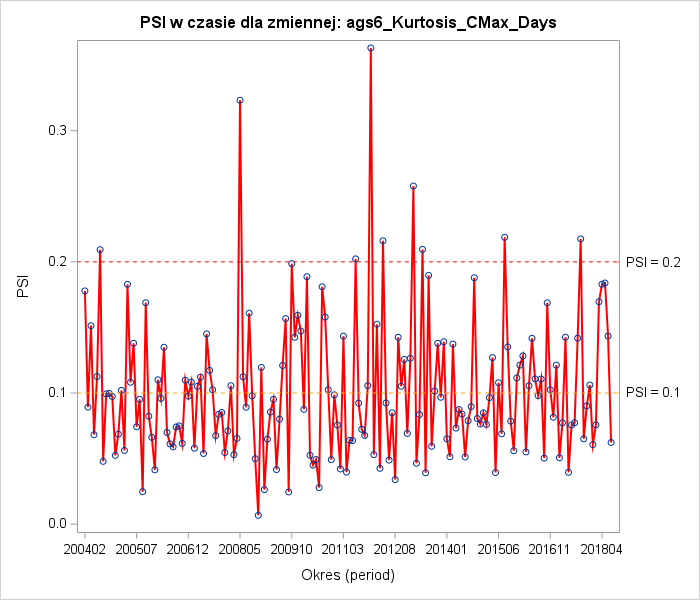 PSI w czasie dla zmiennej: ags6_Kurtosis_CMax_Days
PSI
0.3
0.2
0.1
0.0
PSI = 0.2
PSI = 0.1
200402 200507 200612 200805 200910 201103 201208 201401 201506 201611 201804
Okres (period)